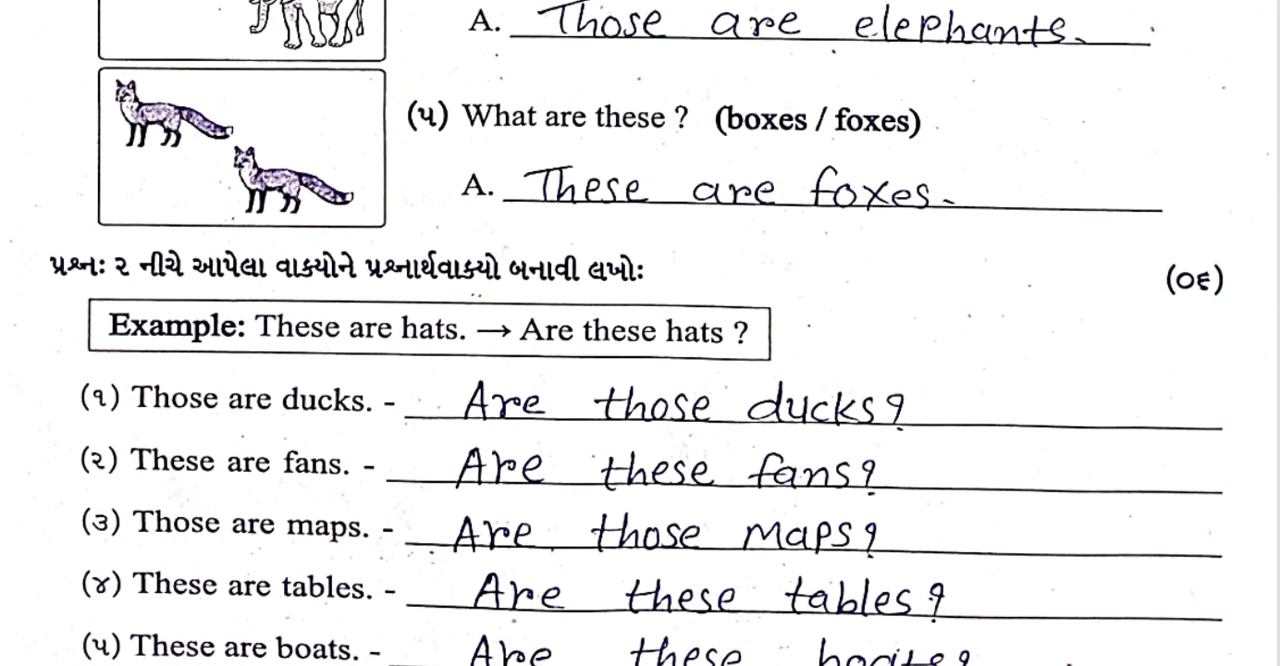 A. Those are elephants.
(૫) What are these ? (boxes / foxes)
A. These are foxes.
પ્રશ્ન: ૨ નીચે આપેલા વાક્યોને પ્રશ્નાર્થવાક્યો બનાવી લખો: (૦૬)
Example: These are hats. → Are these hats ?
(૧) Those are ducks. - Are those ducks?
(૨) These are fans. - Are these fans?
(૩) Those are maps. - Are those maps?
(૪) These are tables. - Are these tables?
(૫) These are boats. - Are these boats?